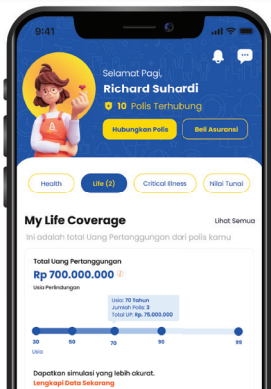 9:41
Selamat Pagi,
Richard Suhardi
10 Polis Terhubung
Hubungkan Polis
Beli Asuransi
Health
Life (2)
Critical Illness
Nilai Tunai
My Life Coverage
Lihat Semua
Ini adalah total Uang Pertanggungan dari polis kamu
Total Uang Pertanggungan
Rp 700.000.000
Usia Perlindungan
Usia: 70 Tahun
Jumlah Polis: 3
Total UP: Rp. 75.000.000
30 50 70 90 99
Usia
Dapatkan simulasi yang lebih akurat.
Lengkapi Data Sekarang